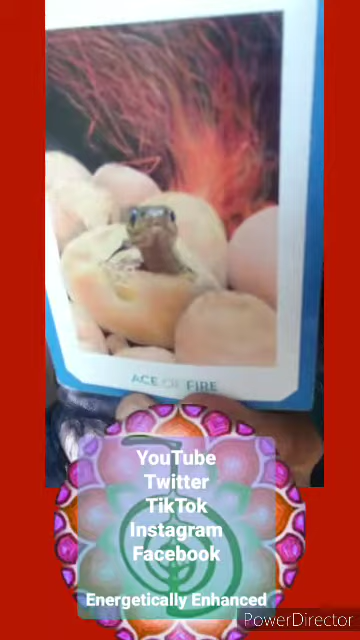 ACE OF FIRE
YouTube
Twitter
TikTok
Instagram
Facebook
Energetically Enhanced
PowerDirector